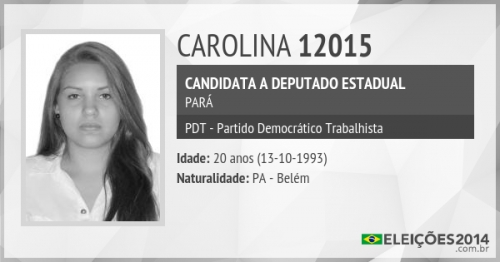 CAROLINA 12015
CANDIDATA A DEPUTADO ESTADUAL
PARÁ
PDT - Partido Democrático Trabalhista
Idade: 20 anos (13-10-1993)
Naturalidade: PA - Belém
ELEIÇÕES2014
.com.br